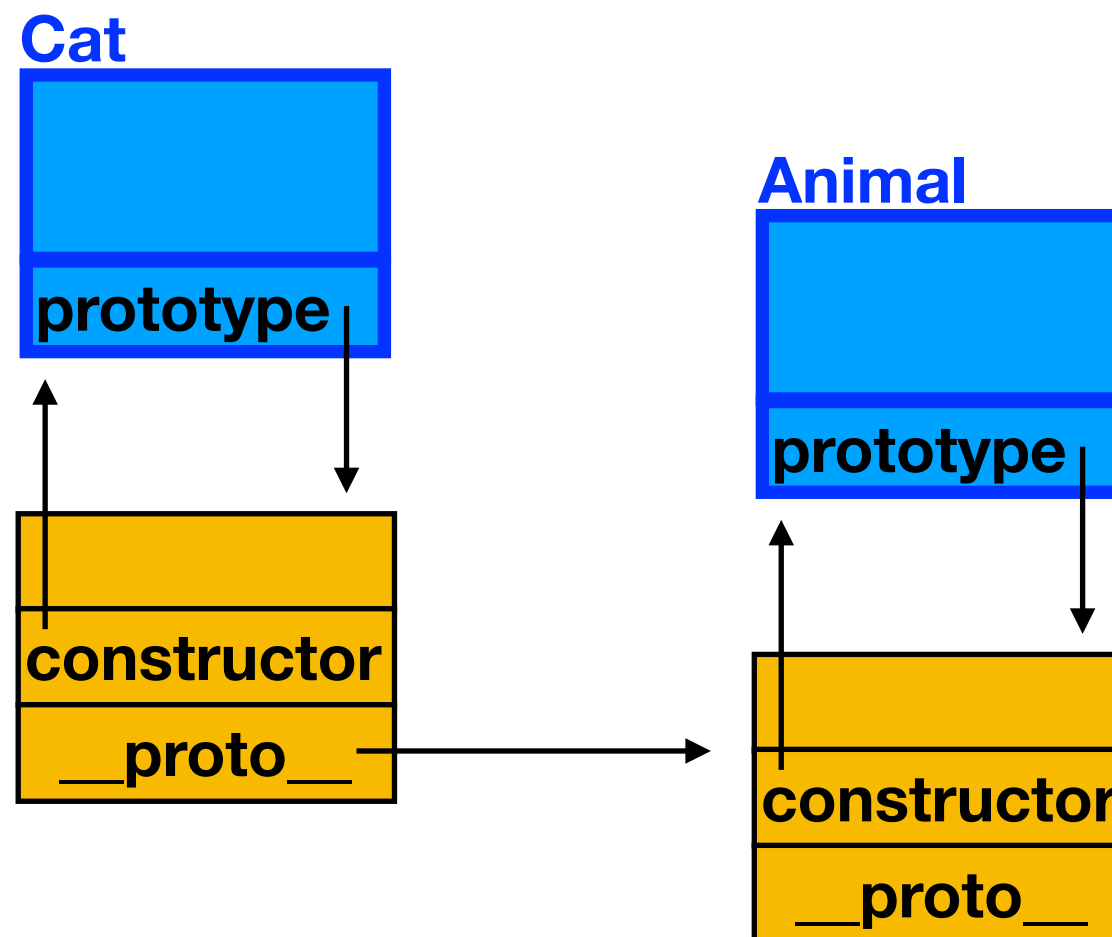 Cat
prototype
constructor
__proto__
Animal
prototype
constructor
__proto__